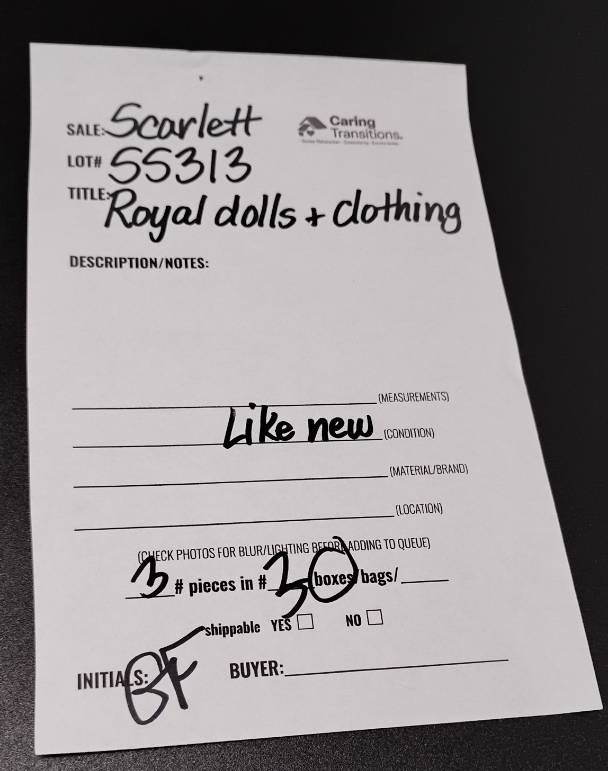 SALE: Scarlett
Caring
Transitions.
LOT# SS313
TITLE: Royal dolls + clothing
DESCRIPTION/NOTES:
(MEASUREMENTS)
Like new (CONDITION)
(MATERIAL/BRAND)
(LOCATION)
(CHECK PHOTOS FOR BLUR/LIGHTING BEFORE ADDING TO QUEUE)
3 # pieces in # 3 boxes/bags/
shippable YES NO
INITIALS: BF BUYER: